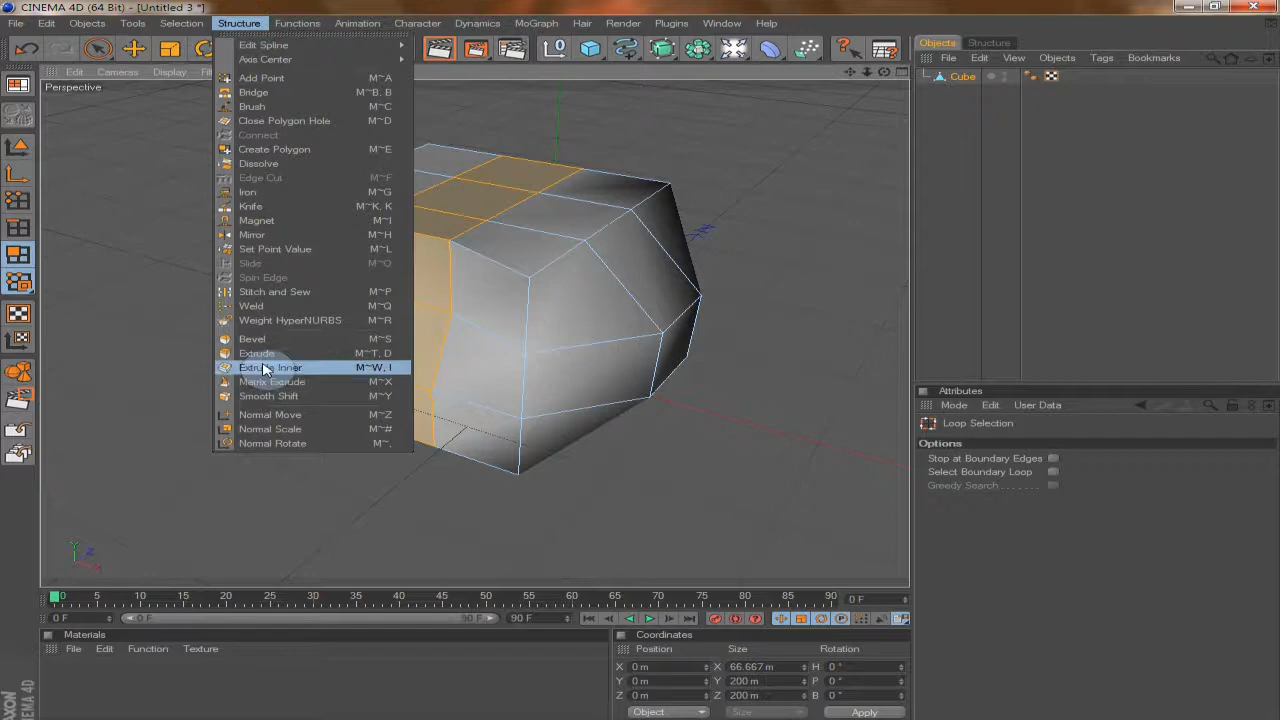 CINEMA 4D (64 Bit) - [Untitled 3 *]
File Edit Objects Tools Selection Structure Functions Animation Character Dynamics MoGraph Hair Render Plugins Window Help
Edit Cameras Display
Perspective
Edit Spline
Axis Center
Add Point M~A
Bridge M~B, B
Brush M~C
Close Polygon Hole M~D
Connect
Create Polygon M~E
Dissolve
Edge Cut M~F
Iron M~G
Knife M~K, K
Magnet M~I
Mirror M~H
Set Point Value M~L
Slide M~O
Spin Edge
Stitch and Sew M~P
Weld M~Q
Weight HyperNURBS M~R
Bevel M~S
Extrude M~T, D
Extrude Inner M~W, I
Matrix Extrude M~X
Smooth Shift M~Y
Normal Move M~Z
Normal Scale M~#
Normal Rotate M~,
Y Z X
Z
Objects Structure
File Edit View Objects Tags Bookmarks
Cube
Attributes
Mode Edit User Data
Loop Selection
Options
Stop at Boundary Edges
Select Boundary Loop
Greedy Search . . . . . .
0 5 10 15 20 25 30 35 40 45 50 55 60 65 70 75 80 85 90 0 F
0 F 0 F 90 F 90 F
Materials
File Edit Function Texture
Coordinates
Position Size Rotation
X 0 m X 66.667 m H 0 °
Y 0 m Y 200 m P 0 °
Z 0 m Z 200 m B 0 °
Object Size Apply
AXON
CINEMA 4D